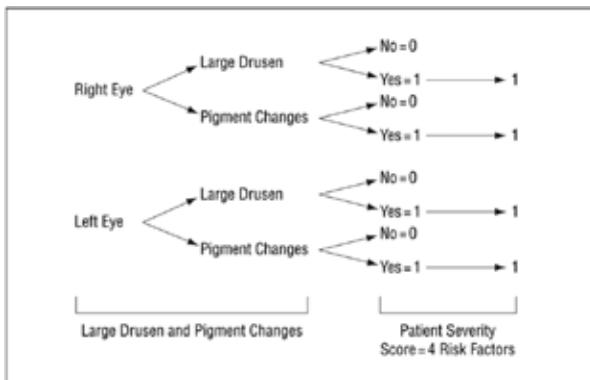 Right Eye
Large Drusen
No = 0
Yes = 1
1
Pigment Changes
No = 0
Yes = 1
1
Left Eye
Large Drusen
No = 0
Yes = 1
1
Pigment Changes
No = 0
Yes = 1
1
Large Drusen and Pigment Changes
Patient Severity
Score = 4 Risk Factors